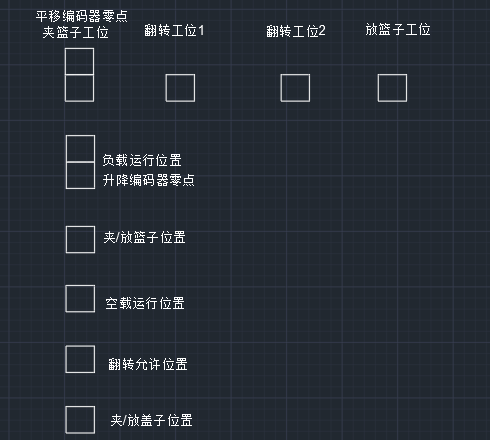 平移编码器零点
夹篮子工位
翻转工位1
翻转工位2
放篮子工位
负载运行位置
升降编码器零点
夹/放篮子位置
空载运行位置
翻转允许位置
夹/放盖子位置